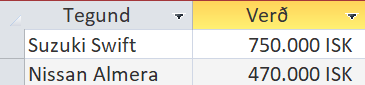 Tegund Verð
Suzuki Swift 750.000 ISK
Nissan Almera 470.000 ISK